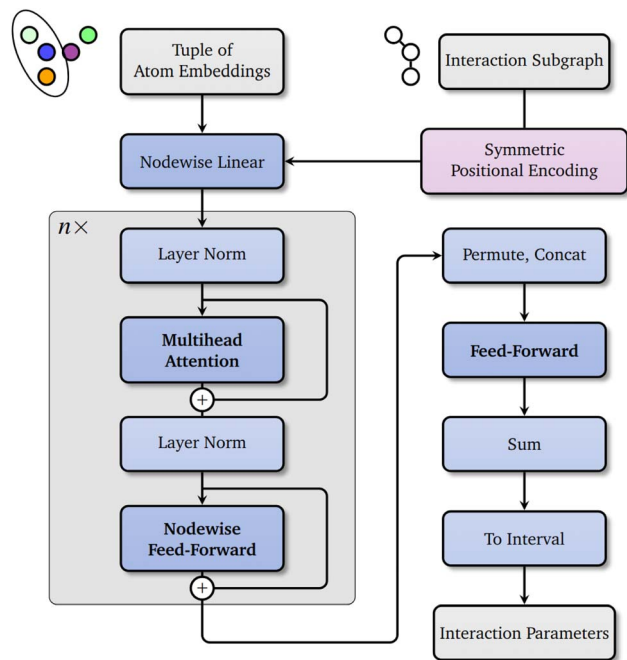 Tuple of
Atom Embeddings
Interaction Subgraph
Nodewise Linear
Symmetric
Positional Encoding
n×
Layer Norm
Multihead
Attention
+
Layer Norm
Nodewise
Feed-Forward
+
Permute, Concat
Feed-Forward
Sum
To Interval
Interaction Parameters